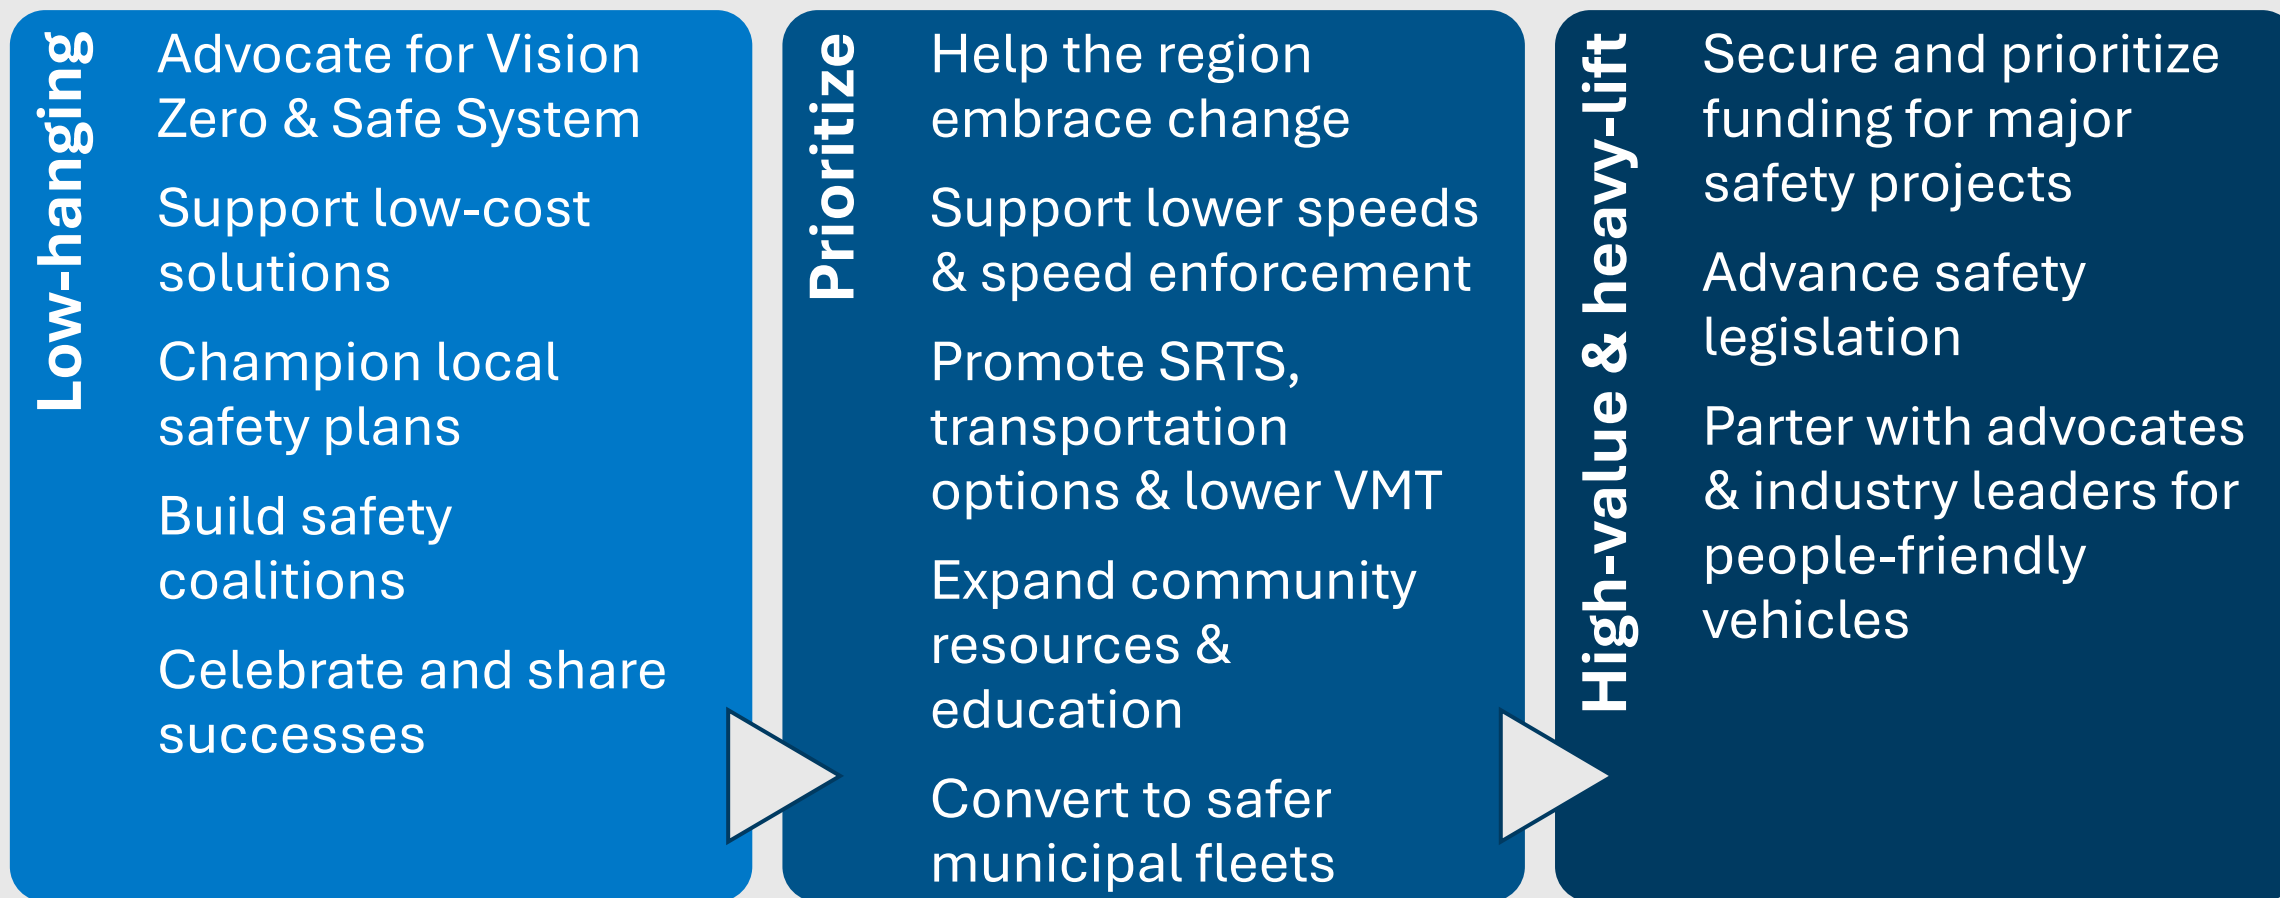 Low-hanging
Advocate for Vision
Zero & Safe System
Support low-cost
solutions
Champion local
safety plans
Build safety
coalitions
Celebrate and share
successes
Prioritize
Help the region
embrace change
Support lower speeds
& speed enforcement
Promote SRTS,
transportation
options & lower VMT
Expand community
resources &
education
Convert to safer
municipal fleets
High-value & heavy-lift
Secure and prioritize
funding for major
safety projects
Advance safety
legislation
Parter with advocates
& industry leaders for
people-friendly
vehicles